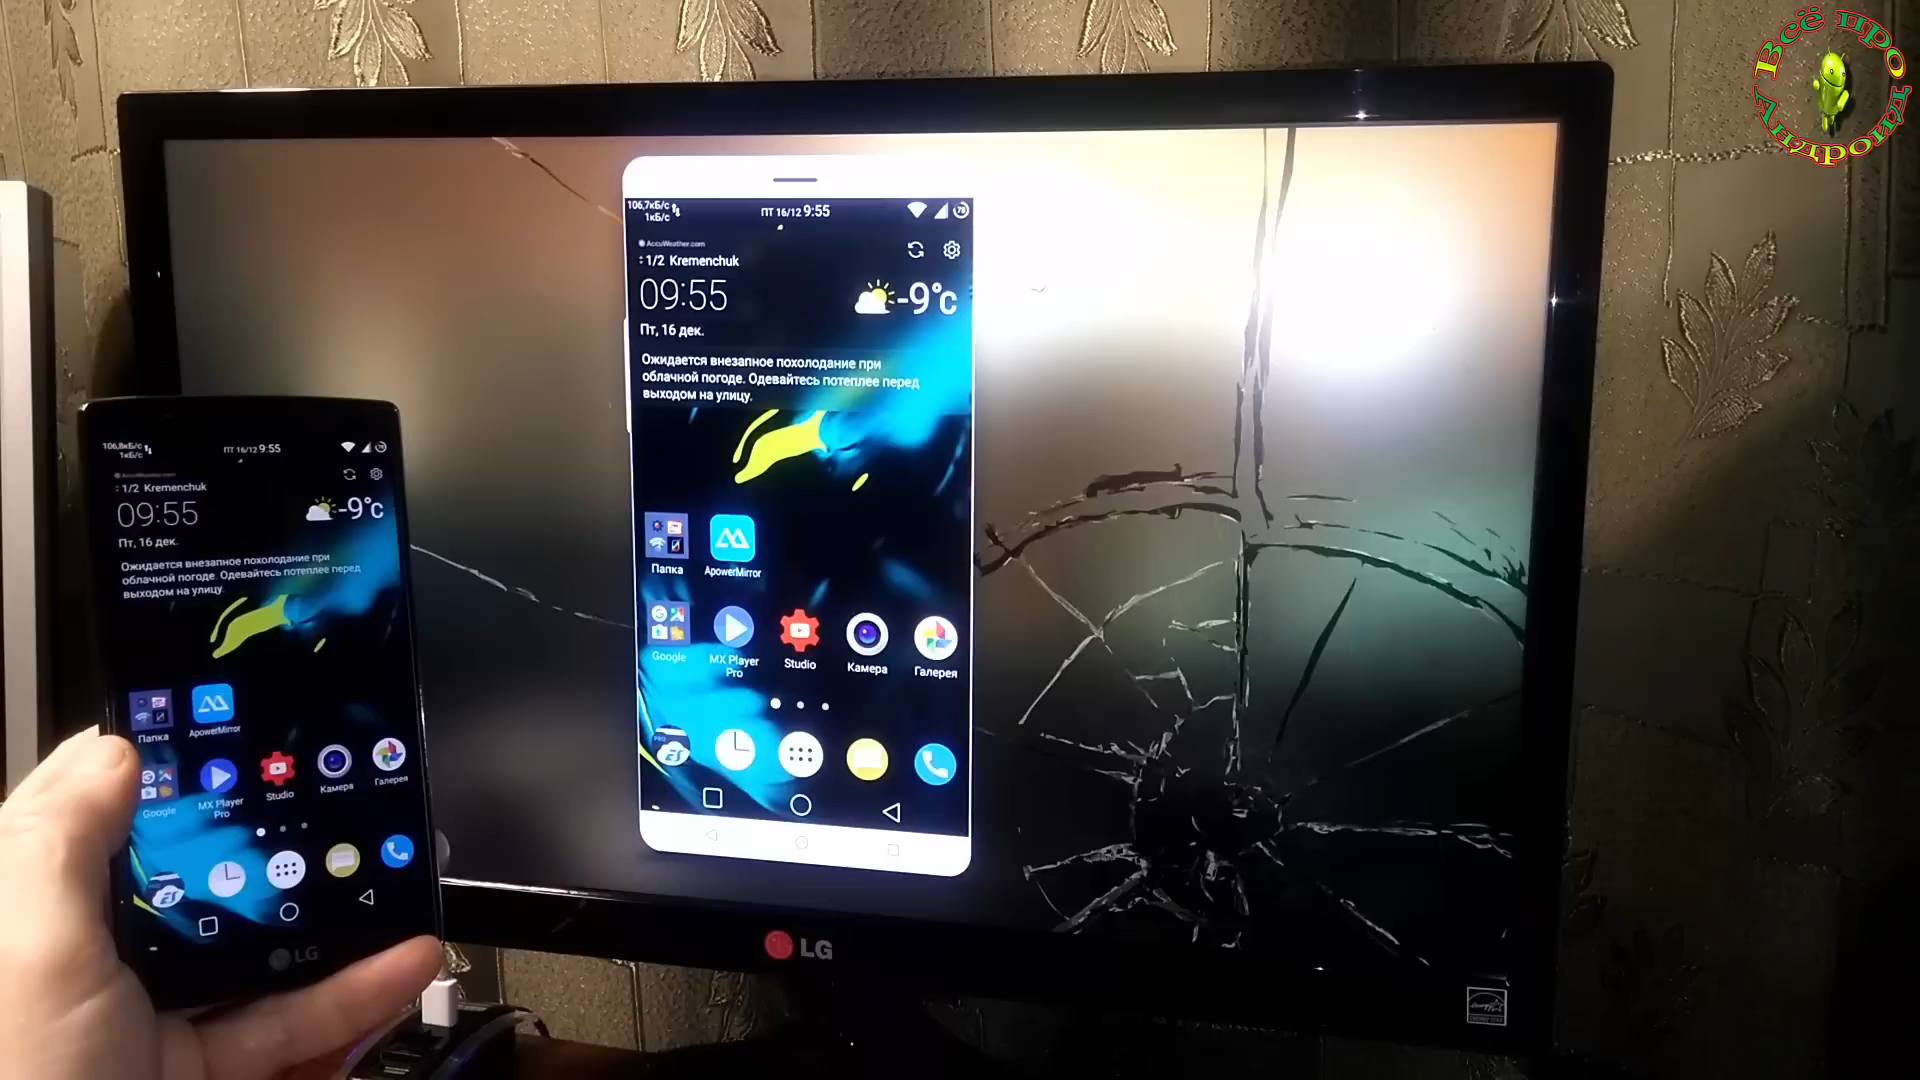 Всё про
Андроид
106,7кБ/с
1кБ/с
ПТ 16/12 9:55
78
AccuWeather.com
1/2 Kremenchuk
09:55
-9°C
Пт, 16 дек.
Ожидается внезапное похолодание при
облачной погоде. Одевайтесь потеплее перед
выходом на улицу.
Папка
ApowerMirror
Google
MX Player
Pro
Studio
Камера
Галерея
PRO
ES
LG
106,8кБ/с
1кБ/с
ПТ 16/12 9:55
1/2 Kremenchuk
09:55
-9°C
Пт, 16 дек.
Ожидается внезапное похолодание при
облачной погоде. Одевайтесь потеплее перед
выходом на улицу.
Папка
ApowerMirror
Google
MX Player
Pro
Studio
Камера
Галерея
ES
LG